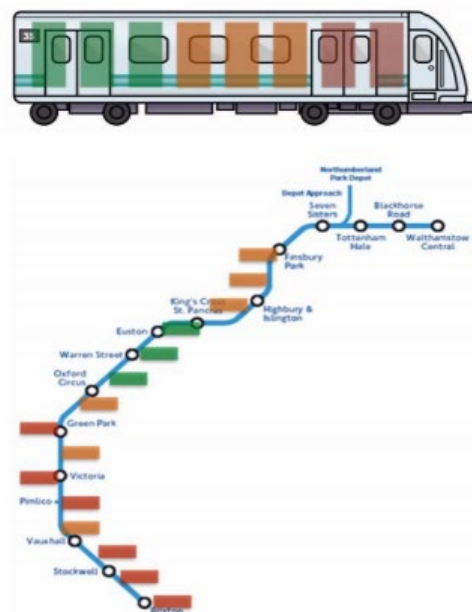 35
Northumberland
Park Depot
Depot Approach
Seven
Sisters
Blackhorse
Road
Tottenham
Hale
Walthamstow
Central
Finsbury
Park
King's Cross
St. Pancras
Highbury &
Islington
Euston
Warren Street
Oxford
Circus
Green Park
Victoria
Pimlico
Vauxhall
Stockwell